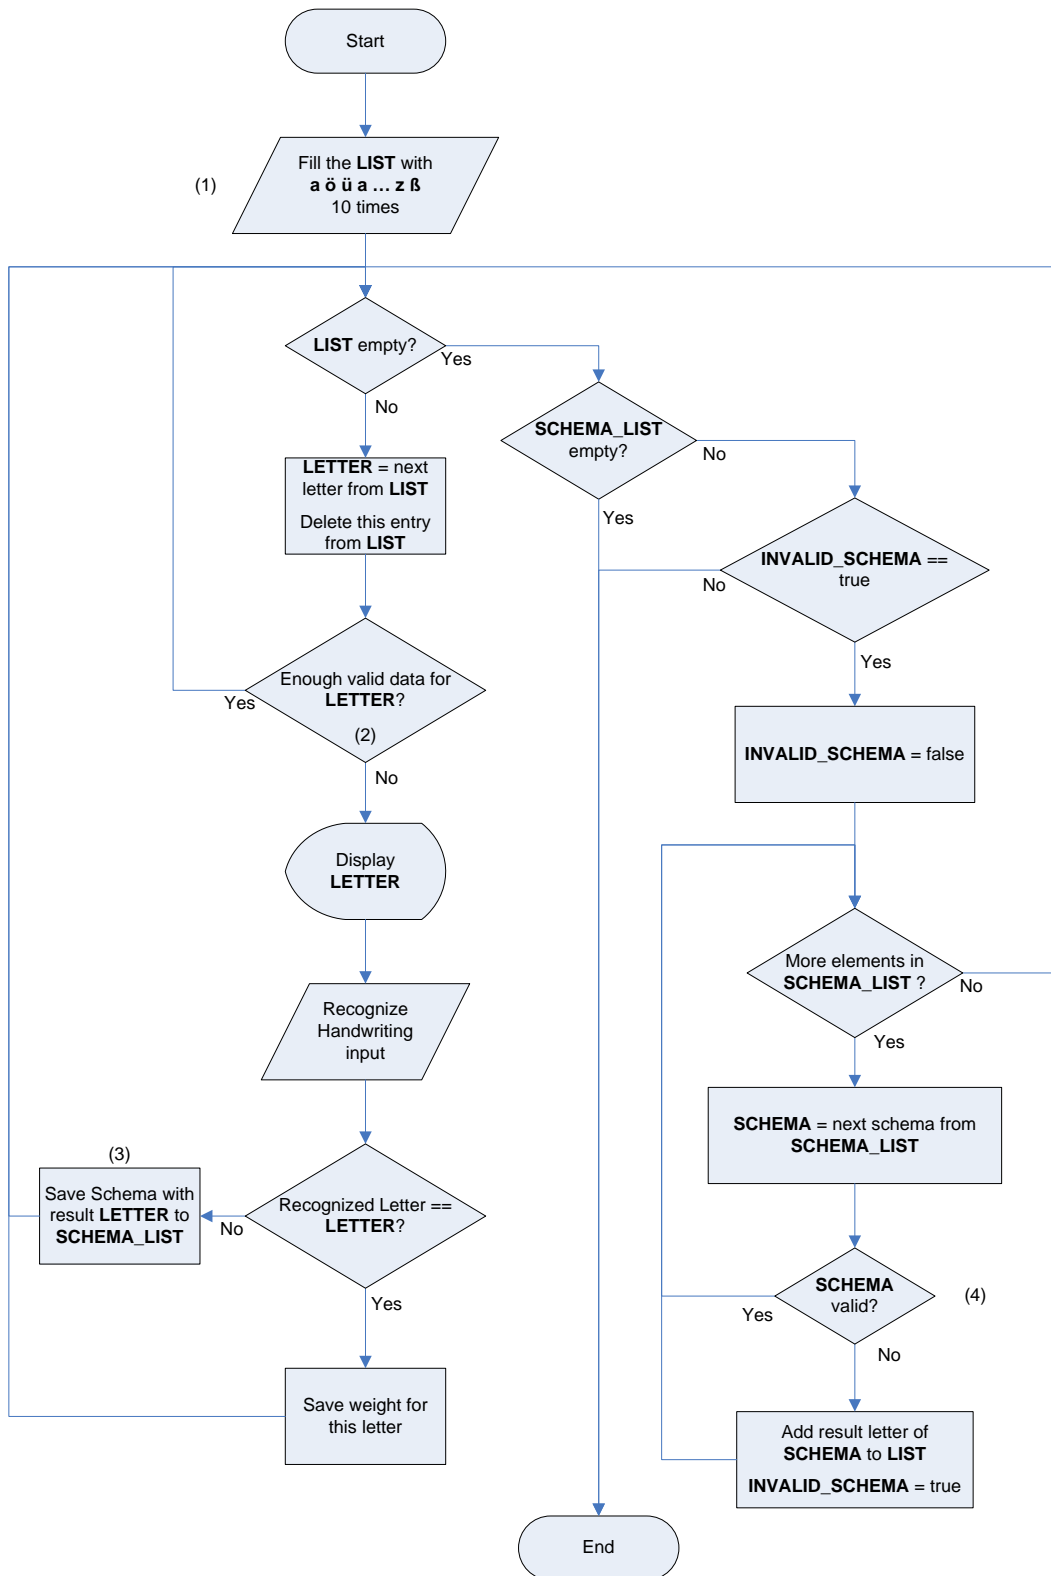 Start
(1)
Fill the LIST with
a ö ü a ... z ß
10 times
LIST empty?
Yes
No
SCHEMA_LIST
empty?
No
Yes
LETTER = next
letter from LIST
Delete this entry
from LIST
INVALID_SCHEMA ==
true
No
Yes
Enough valid data for
LETTER?
(2)
Yes
No
INVALID_SCHEMA = false
Display
LETTER
More elements in
SCHEMA_LIST ?
No
Yes
Recognize
Handwriting
input
SCHEMA = next schema from
SCHEMA_LIST
(3)
Save Schema with
result LETTER to
SCHEMA_LIST
No
Recognized Letter ==
LETTER?
Yes
SCHEMA
valid?
(4)
Yes
No
Save weight for
this letter
Add result letter of
SCHEMA to LIST
INVALID_SCHEMA = true
End